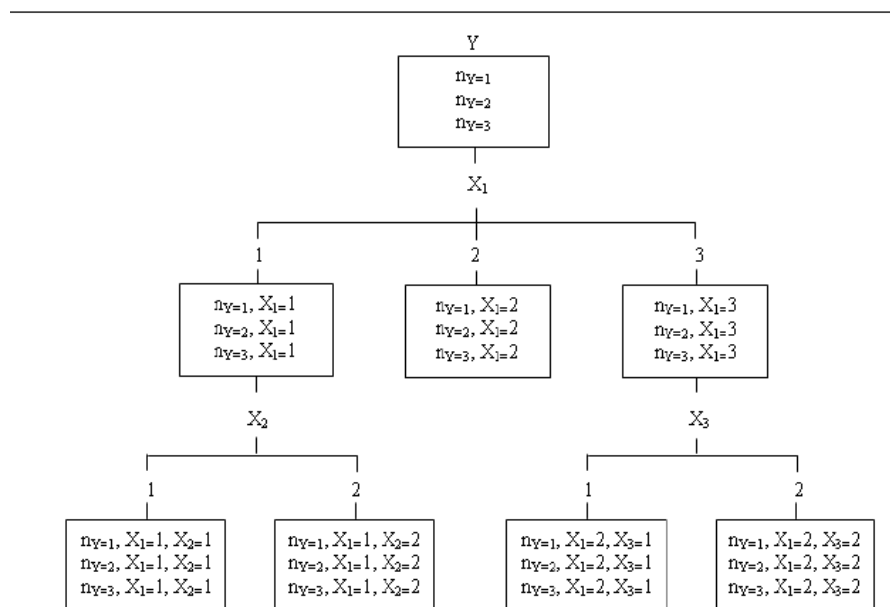 Y
nY=1
nY=2
nY=3
X1
1
2
3
nY=1, X1=1
nY=2, X1=1
nY=3, X1=1
nY=1, X1=2
nY=2, X1=2
nY=3, X1=2
nY=1, X1=3
nY=2, X1=3
nY=3, X1=3
X2
X3
1
2
1
2
nY=1, X1=1, X2=1
nY=2, X1=1, X2=1
nY=3, X1=1, X2=1
nY=1, X1=1, X2=2
nY=2, X1=1, X2=2
nY=3, X1=1, X2=2
nY=1, X1=2, X3=1
nY=2, X1=2, X3=1
nY=3, X1=2, X3=1
nY=1, X1=2, X3=2
nY=2, X1=2, X3=2
nY=3, X1=2, X3=2